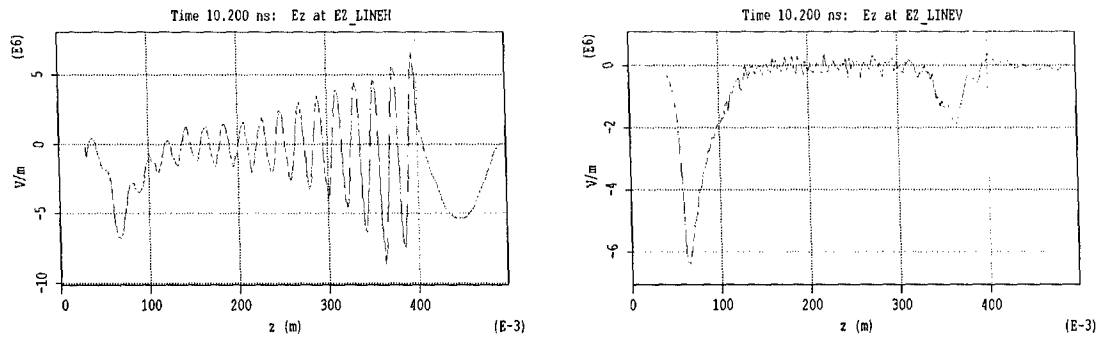 Time 10.200 ns: Ez at EZ_LINEH
(E6)
V/m
5
0
-5
-10
0 100 200 300 400
z (m)
(E-3)
Time 10.200 ns: Ez at EZ_LINEV
(E6)
V/m
0
-2
-4
-6
0 100 200 300 400
z (m)
(E-3)